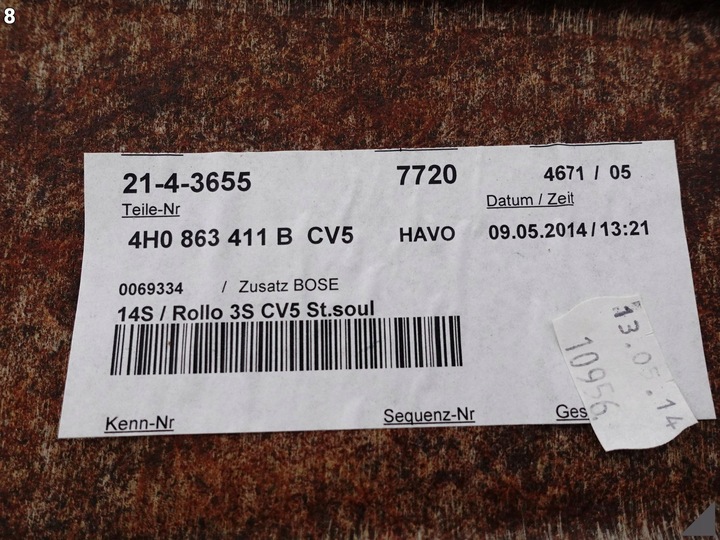 8
21-4-3655 7720 4671 / 05
Teile-Nr Datum / Zeit
4H0 863 411 B CV5 HAVO 09.05.2014 / 13:21
0069334 / Zusatz BOSE
14S / Rollo 3S CV5 St.soul
Kenn-Nr Sequenz-Nr Ges
13.05.14
10956